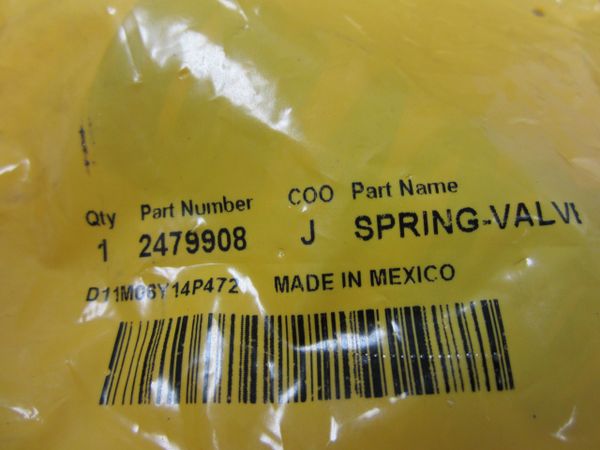 Qty Part Number COO Part Name
1 2479908 J SPRING-VALVE
D11M06Y14P472 MADE IN MEXICO